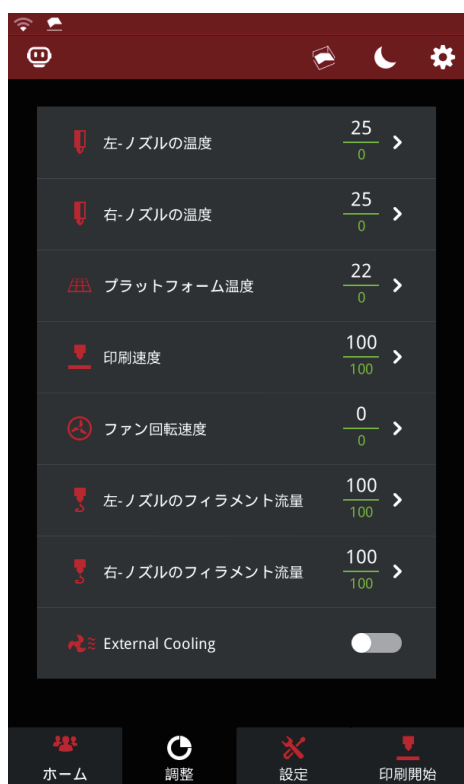 左-ノズルの温度
25
0
右-ノズルの温度
25
0
プラットフォーム温度
22
0
印刷速度
100
100
ファン回転速度
0
0
左-ノズルのフィラメント流量
100
100
右-ノズルのフィラメント流量
100
100
External Cooling
ホーム
調整
設定
印刷開始